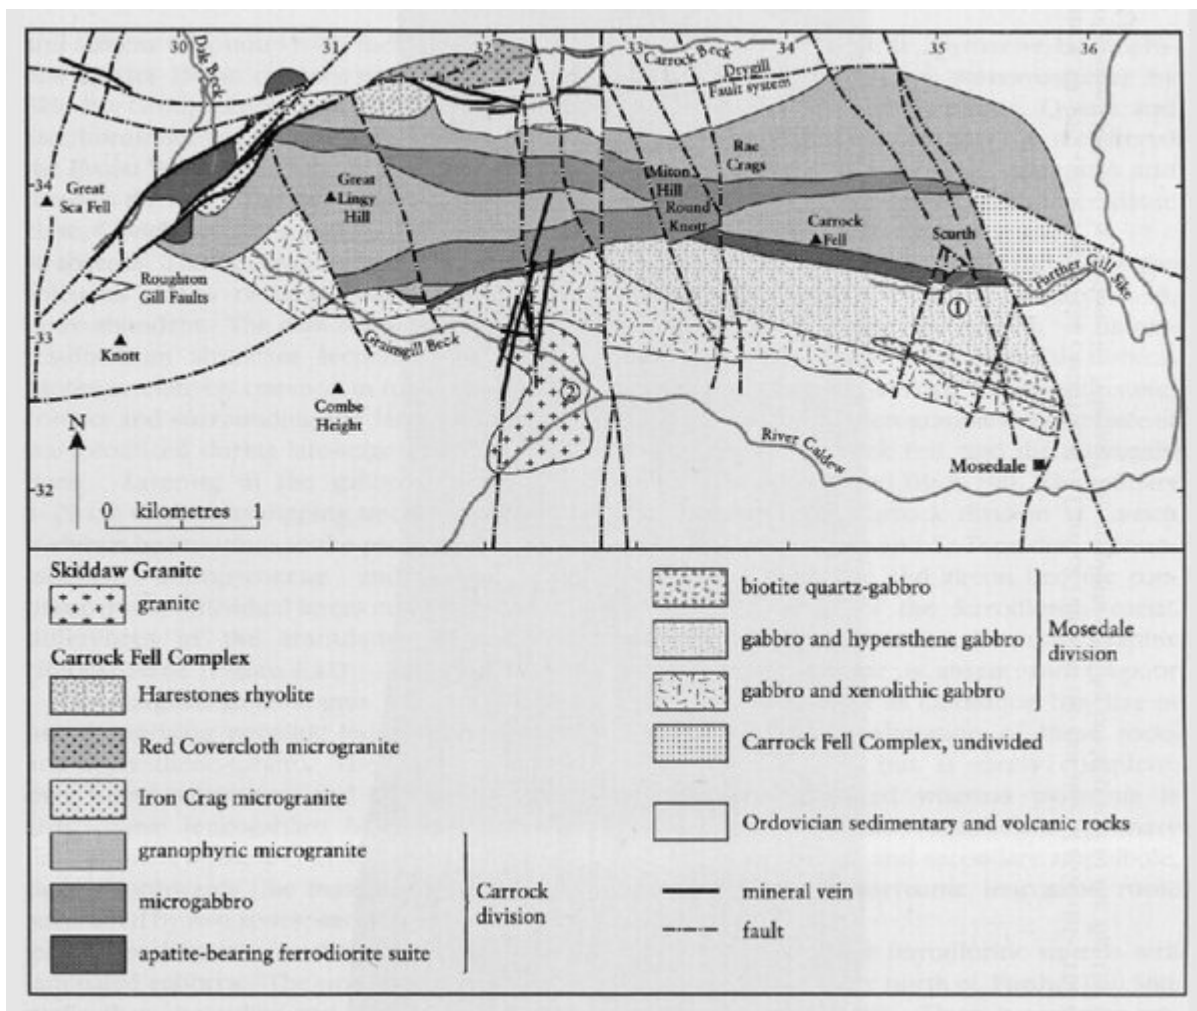 30
31
32
33
34
35
36
Dale Beck
Carrock Beck
Drygill
Fault system
34
Great
Sca Fell
Great
Lingy
Hill
Miton
Hill
Round
Knott
Rae
Crags
Carrock
Fell
Scurth
Further Gill Sike
Roughton
Gill Faults
1
33
Knott
Grainsgill Beck
2
Combe
Height
N
River Caldew
Mosedale
32
0 kilometres 1
Skiddaw Granite
granite
Carrock Fell Complex
Harestones rhyolite
Red Covercloth microgranite
Iron Crag microgranite
granophyric microgranite
microgabbro
apatite-bearing ferrodiorite suite
Carrock
division
biotite quartz-gabbro
gabbro and hypersthene gabbro
gabbro and xenolithic gabbro
Mosedale
division
Carrock Fell Complex, undivided
Ordovician sedimentary and volcanic rocks
mineral vein
fault